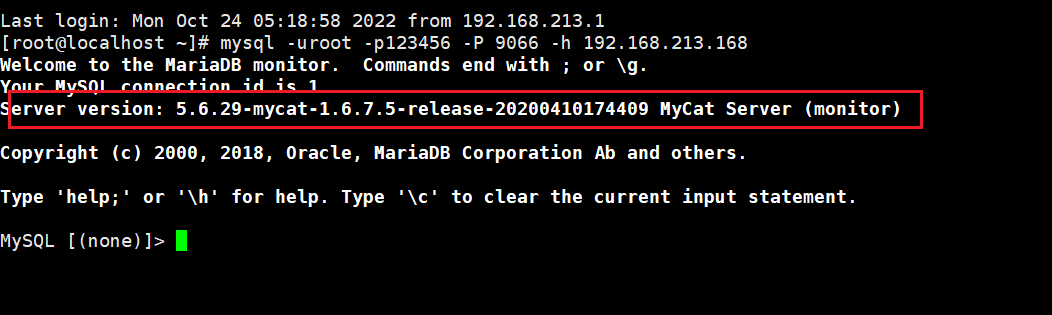 Last login: Mon Oct 24 05:18:58 2022 from 192.168.213.1
[root@localhost ~]# mysql -uroot -p123456 -P 9066 -h 192.168.213.168
Welcome to the MariaDB monitor.  Commands end with ; or \g.
Your MySQL connection id is 1
Server version: 5.6.29-mycat-1.6.7.5-release-20200410174409 MyCat Server (monitor)
Copyright (c) 2000, 2018, Oracle, MariaDB Corporation Ab and others.
Type 'help;' or '\h' for help. Type '\c' to clear the current input statement.
MySQL [(none)]>